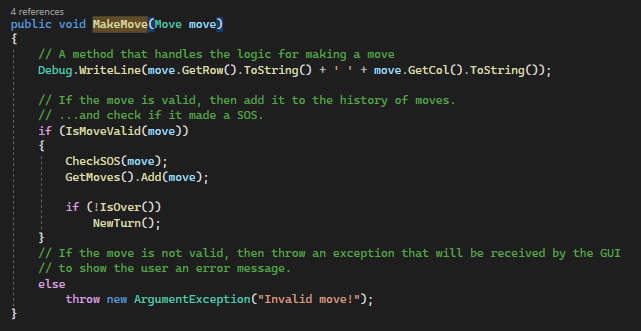 4 references
public void MakeMove(Move move)
{
// A method that handles the logic for making a move
Debug.WriteLine(move.GetRow().ToString() + ' ' + move.GetCol().ToString());
// If the move is valid, then add it to the history of moves.
// ...and check if it made a SOS.
if (IsMoveValid(move))
{
CheckSOS(move);
GetMoves().Add(move);
if (!IsOver())
NewTurn();
}
// If the move is not valid, then throw an exception that will be received by the GUI
// to show the user an error message.
else
throw new ArgumentException("Invalid move!");
}